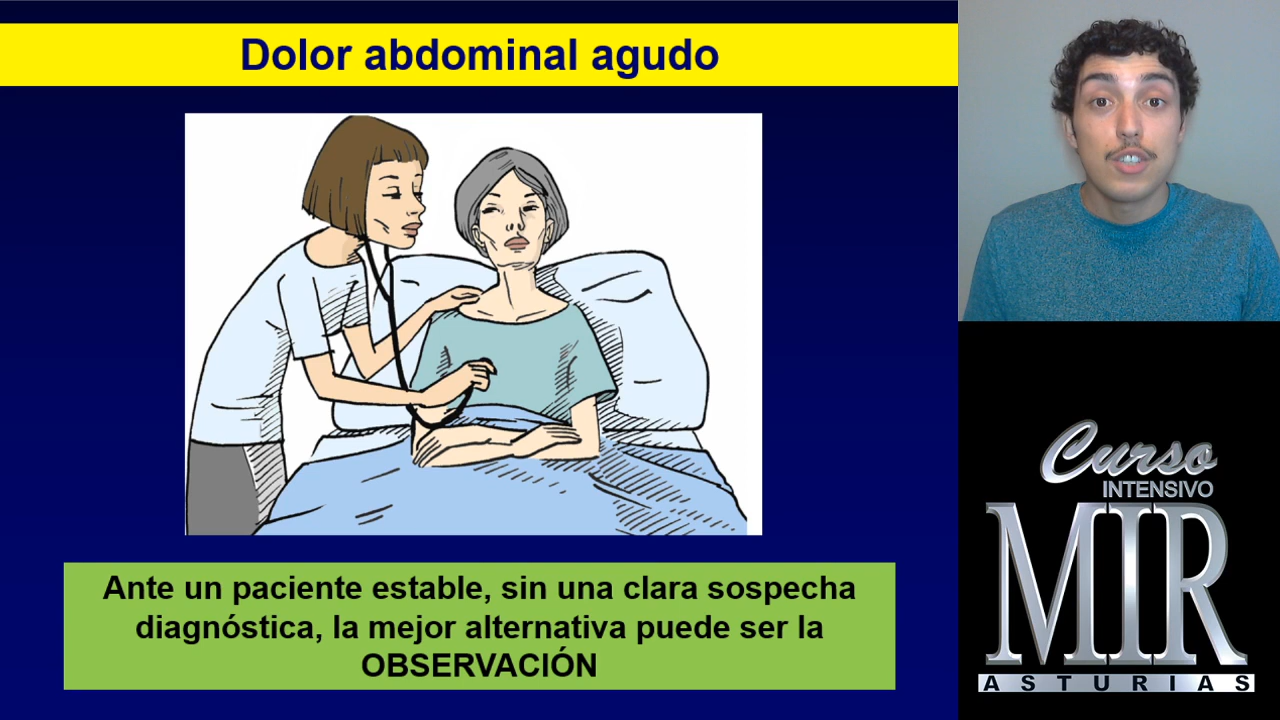 Dolor abdominal agudo
Ante un paciente estable, sin una clara sospecha
diagnóstica, la mejor alternativa puede ser la
OBSERVACIÓN
Curso
INTENSIVO
MIR
ASTURIAS